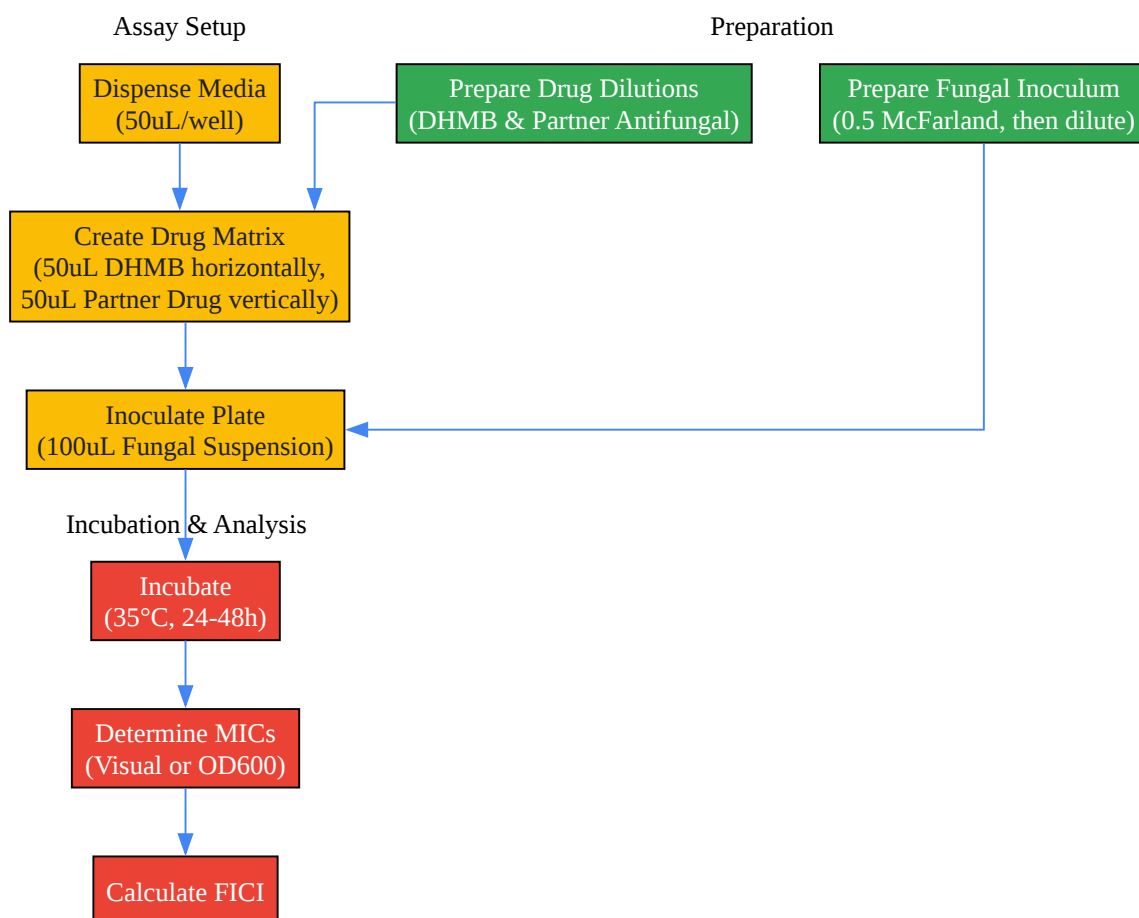 Assay Setup
Preparation
Dispense Media
(50uL/well)
Prepare Drug Dilutions
(DHMB & Partner Antifungal)
Prepare Fungal Inoculum
(0.5 McFarland, then dilute)
Create Drug Matrix
(50uL DHMB horizontally,
50uL Partner Drug vertically)
Inoculate Plate
(100uL Fungal Suspension)
Incubation & Analysis
Incubate
(35°C, 24-48h)
Determine MICs
(Visual or OD600)
Calculate FICI